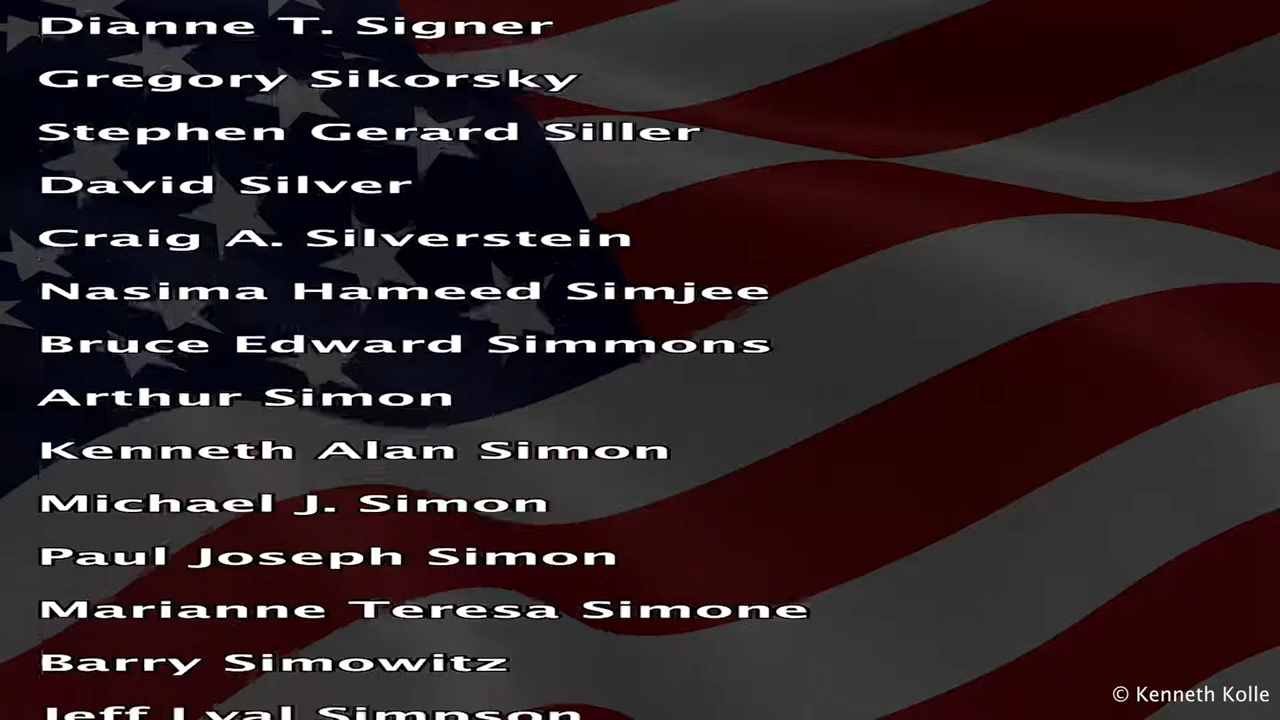 Dianne T. Signer
Gregory Sikorsky
Stephen Gerard Siller
David Silver
Craig A. Silverstein
Nasima Hameed Simjee
Bruce Edward Simmons
Arthur Simon
Kenneth Alan Simon
Michael J. Simon
Paul Joseph Simon
Marianne Teresa Simone
Barry Simowitz
Jeff Lyal Simpson
© Kenneth Kolle